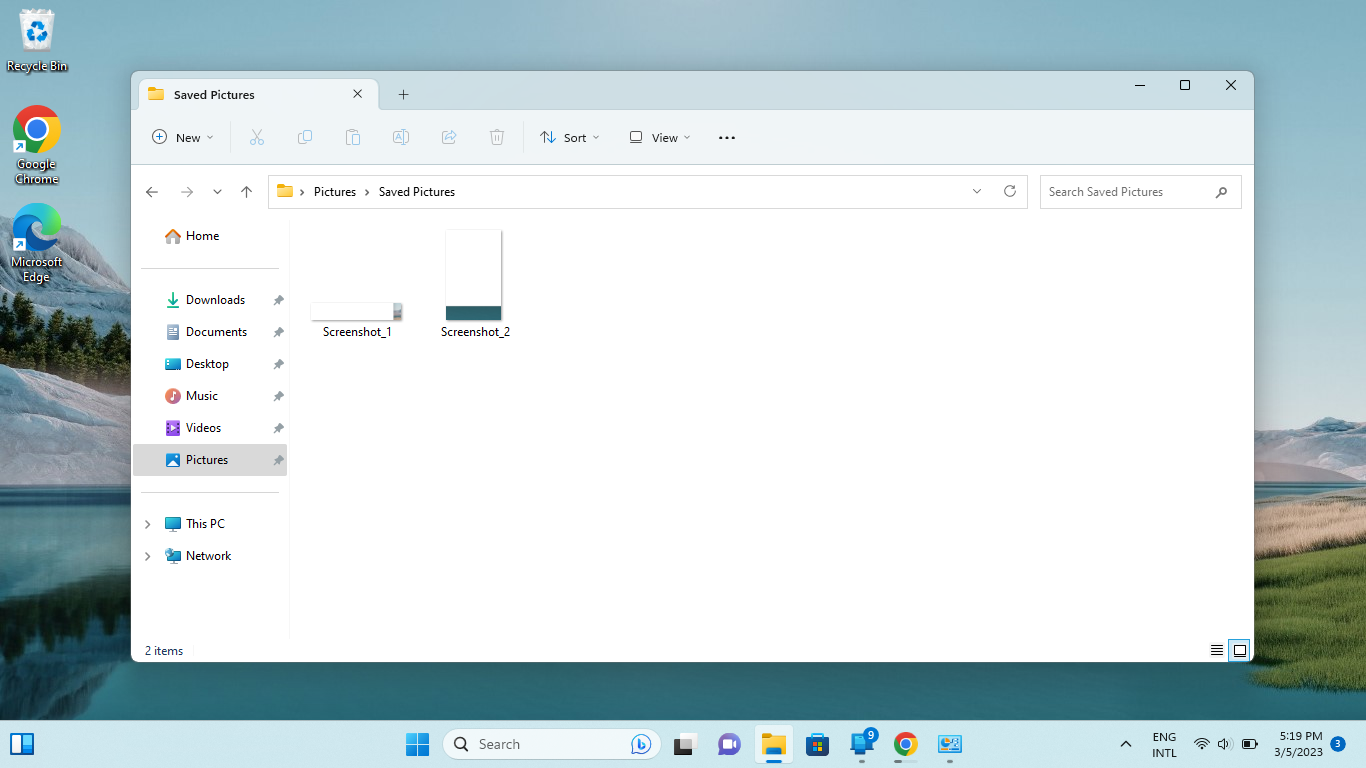 Recycle Bin
Google
Chrome
Microsoft
Edge
Saved Pictures
New
Sort
View
Pictures
Saved Pictures
Search Saved Pictures
Home
Downloads
Documents
Desktop
Music
Videos
Pictures
This PC
Network
Screenshot_1
Screenshot_2
2 items
Search
9
ENG
INTL
5:19 PM
3/5/2023
3